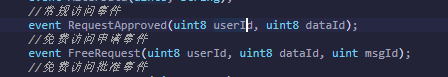 //常规访问事件
event RequestApproved(uint8 userId, uint8 dataId);
//免费访问申请事件
event FreeRequest(uint8 userId, uint8 dataId, uint msgId);
//免费访问批准事件